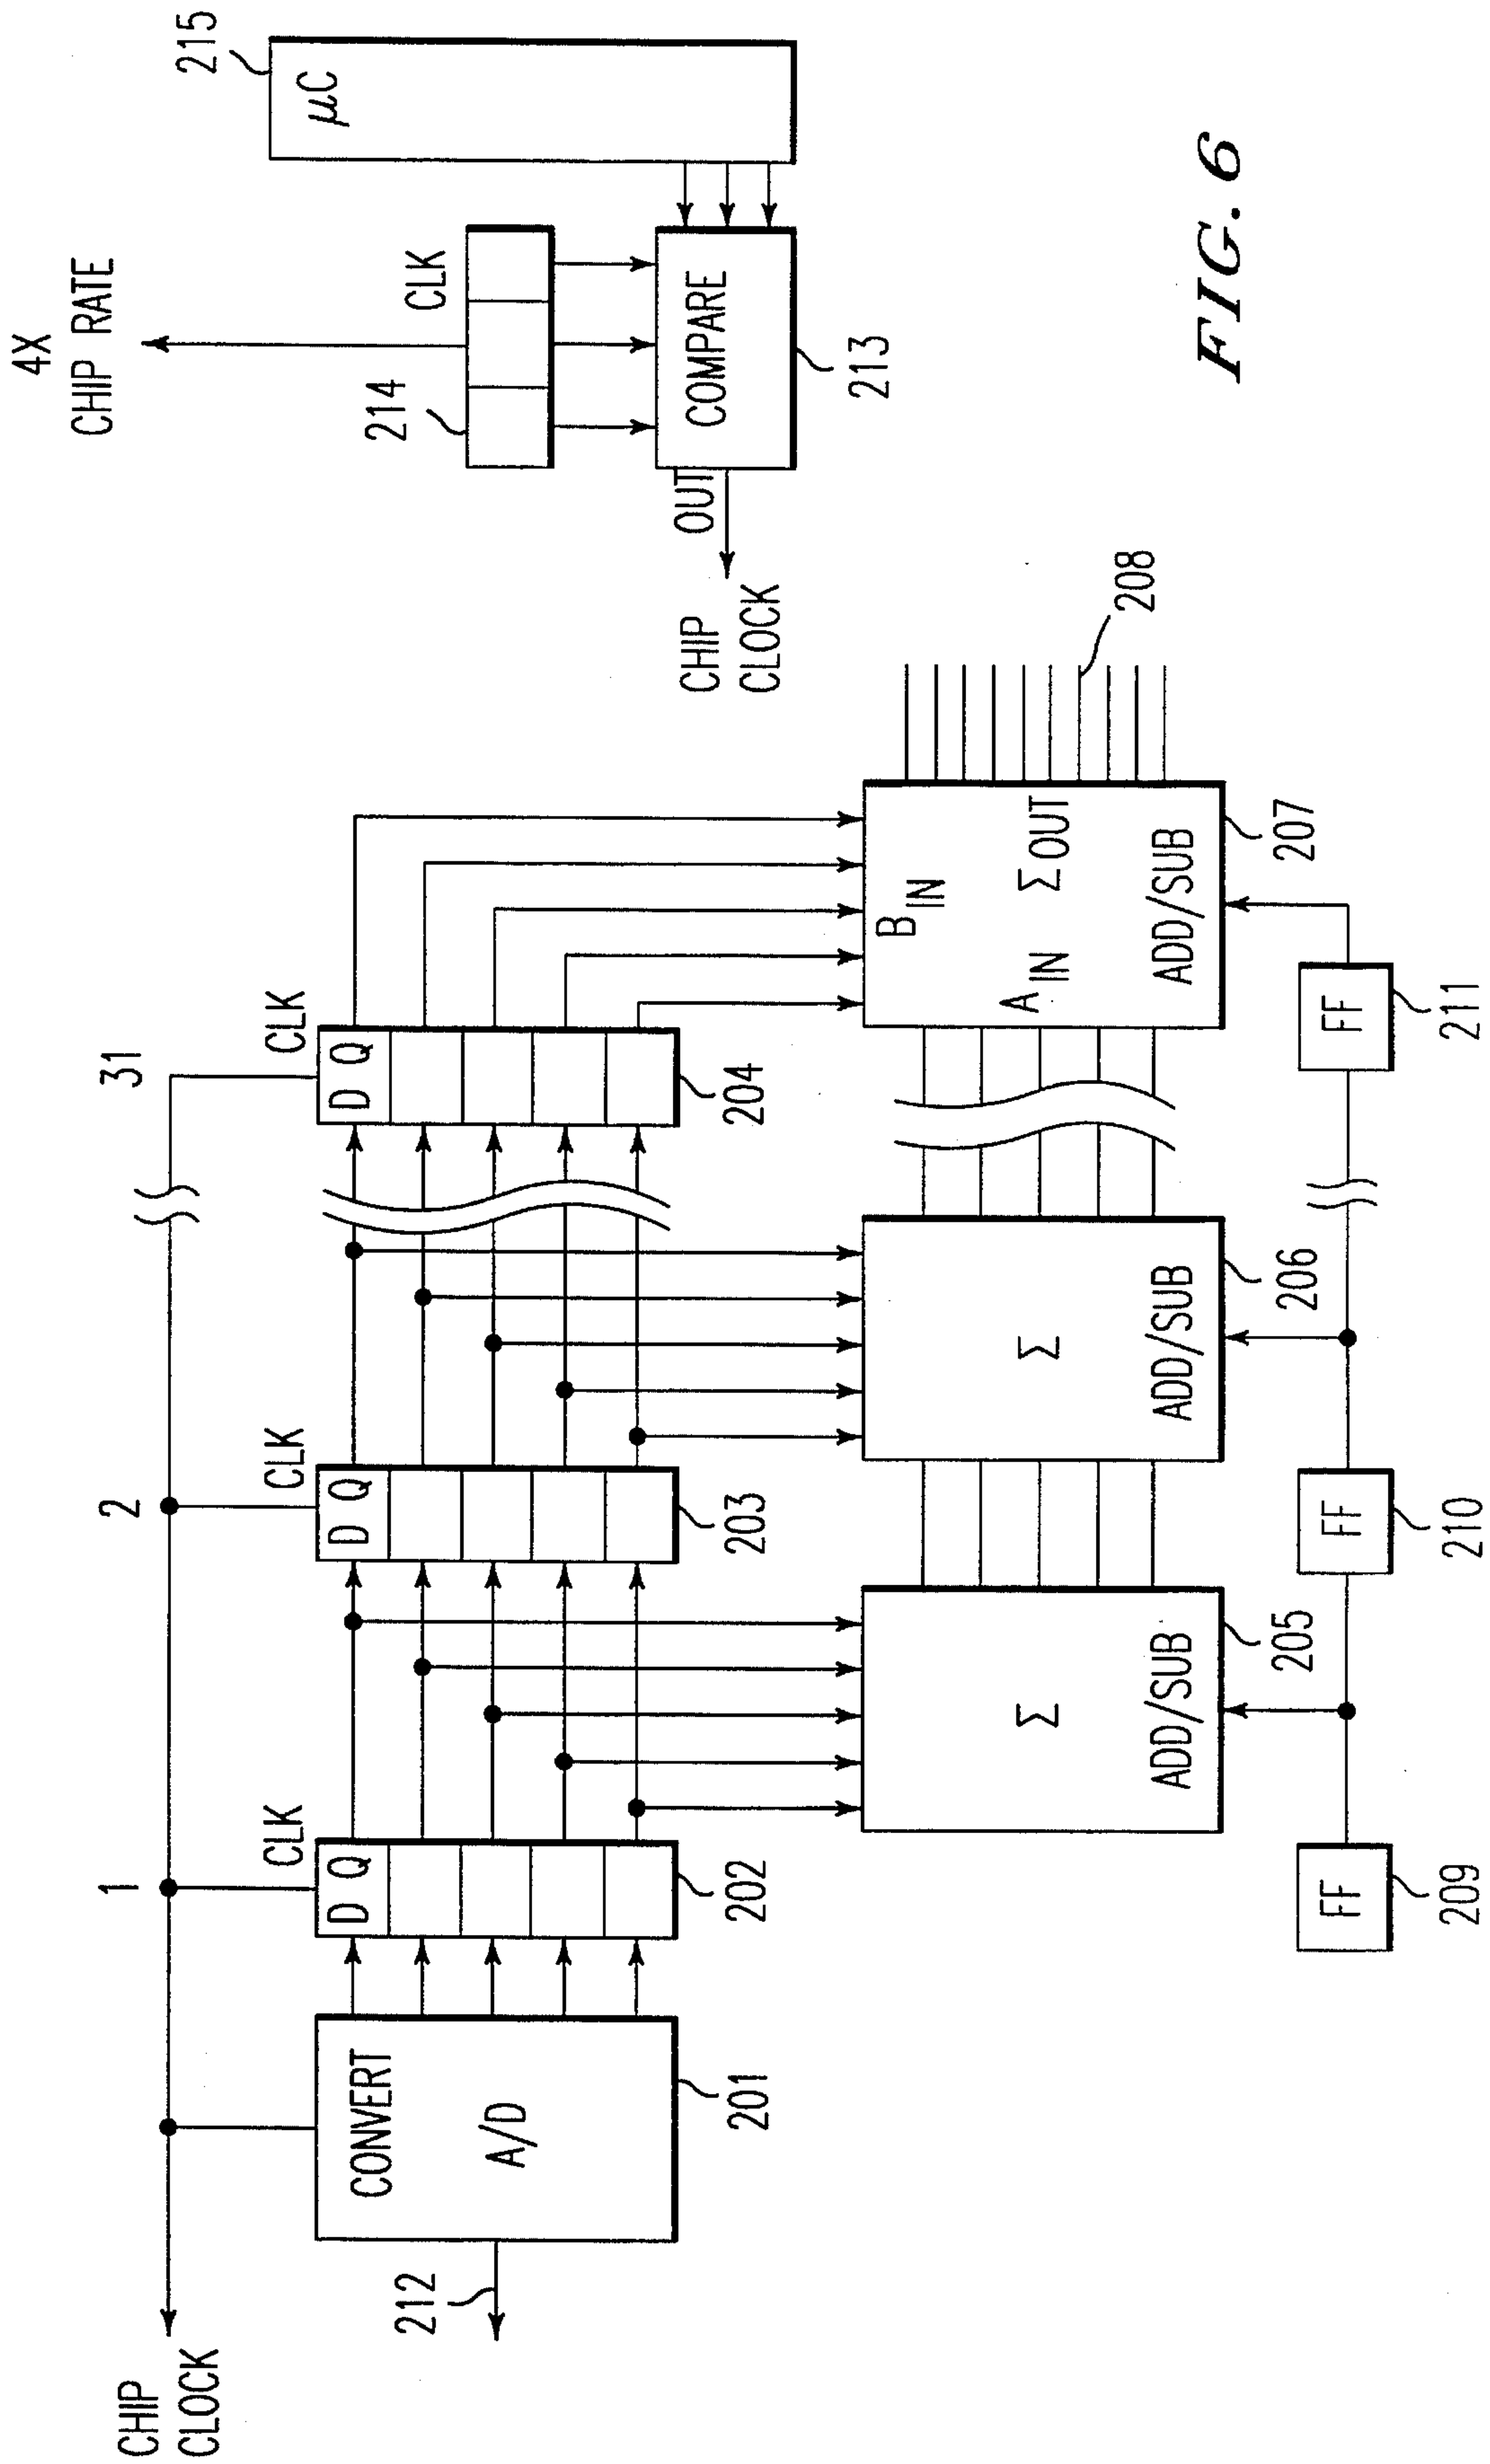 CHIP
CLOCK
1
2
31
CLK
CLK
CLK
CONVERT
A/D
201
212
D Q
202
D Q
203
D Q
204
Σ
ADD/SUB
205
Σ
ADD/SUB
206
B IN
A IN
Σ OUT
ADD/SUB
207
208
FF
209
FF
210
FF
211
4X
CHIP RATE
214
CLK
215
μC
COMPARE
OUT
213
CHIP
CLOCK
FIG. 6